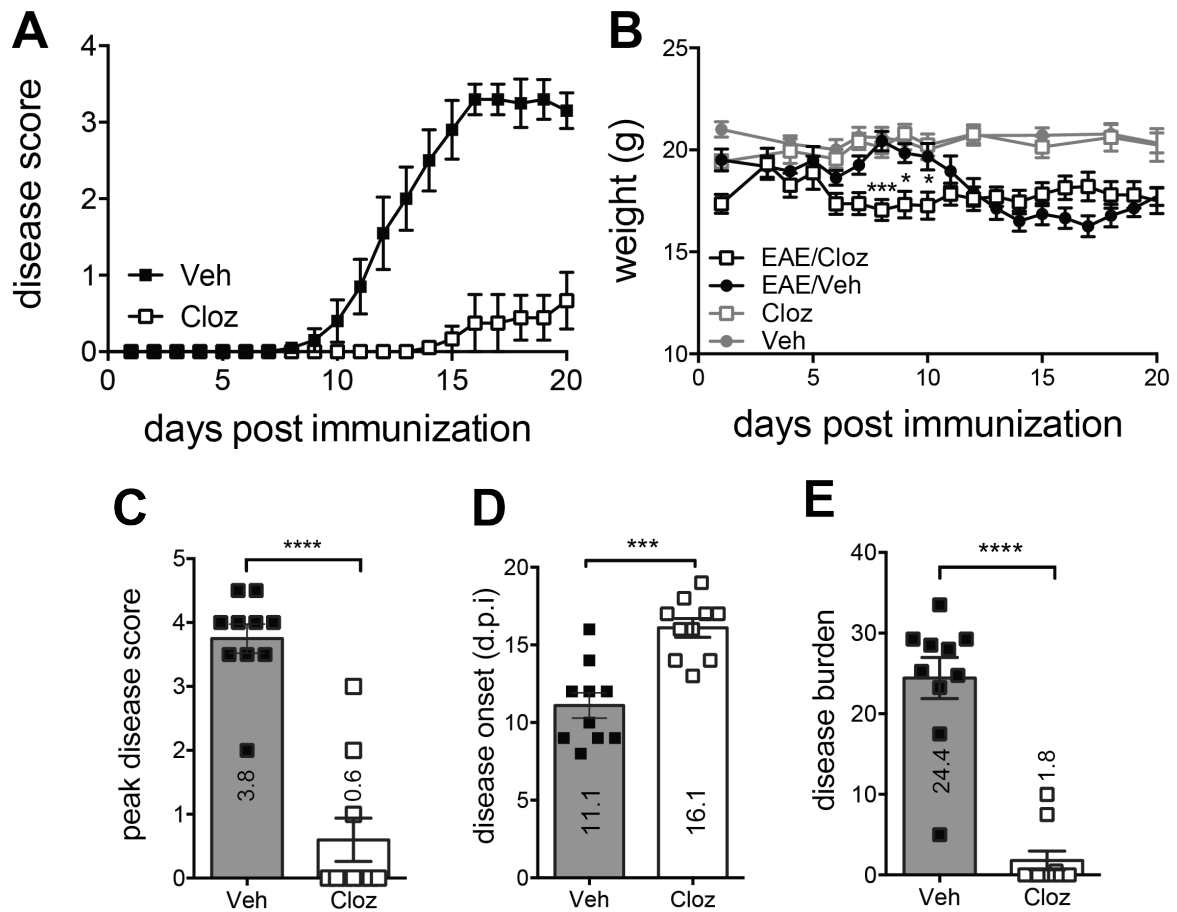 A
disease score
4
3
2
1
0
Veh
Cloz
0
5
10
15
20
days post immunization
B
weight (g)
25
20
15
10
***
*
*
EAE/Cloz
EAE/Veh
Cloz
Veh
0
5
10
15
20
days post immunization
C
peak disease score
5
4
3
2
1
0
****
3.8
0.6
Veh
Cloz
D
disease onset (d.p.i)
20
15
10
5
0
***
11.1
16.1
Veh
Cloz
E
disease burden
40
30
20
10
0
****
24.4
1.8
Veh
Cloz